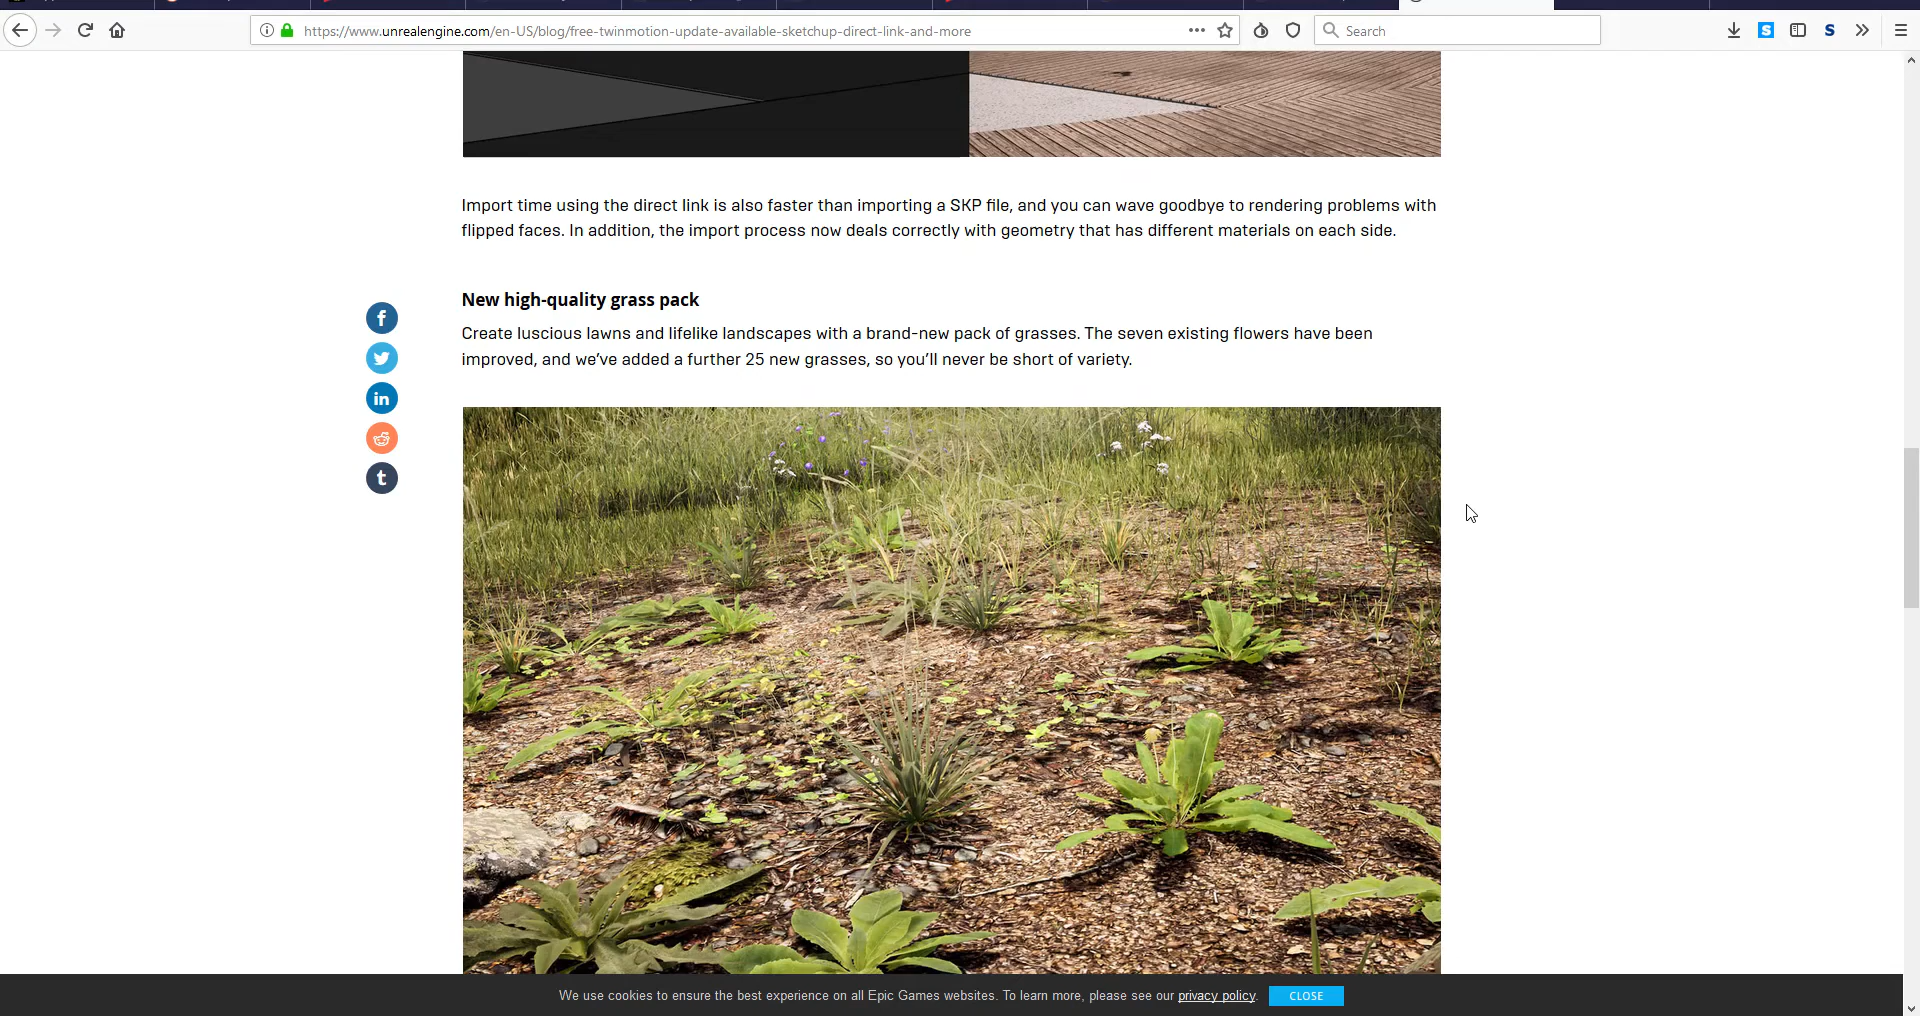 https://www.unrealengine.com/en-US/blog/free-twinmotion-update-available-sketchup-direct-link-and-more
Search
Import time using the direct link is also faster than importing a SKP file, and you can wave goodbye to rendering problems with
flipped faces. In addition, the import process now deals correctly with geometry that has different materials on each side.
New high-quality grass pack
Create luscious lawns and lifelike landscapes with a brand-new pack of grasses. The seven existing flowers have been
improved, and we’ve added a further 25 new grasses, so you’ll never be short of variety.
We use cookies to ensure the best experience on all Epic Games websites. To learn more, please see our privacy policy.
CLOSE